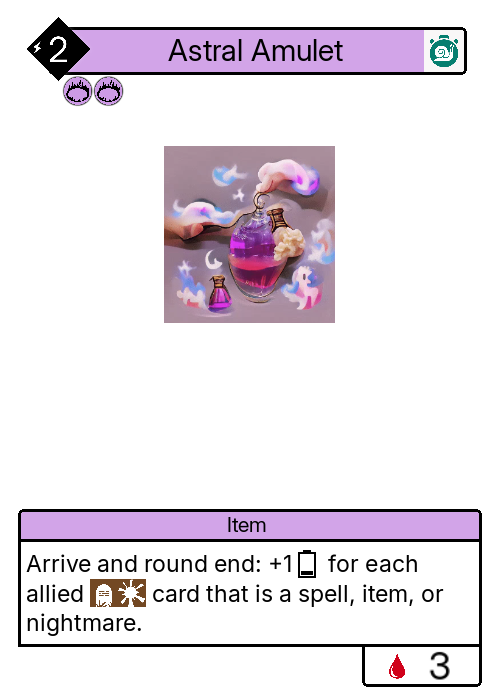 2
Astral Amulet
Item
Arrive and round end: +1 for each
allied card that is a spell, item, or
nightmare.
3